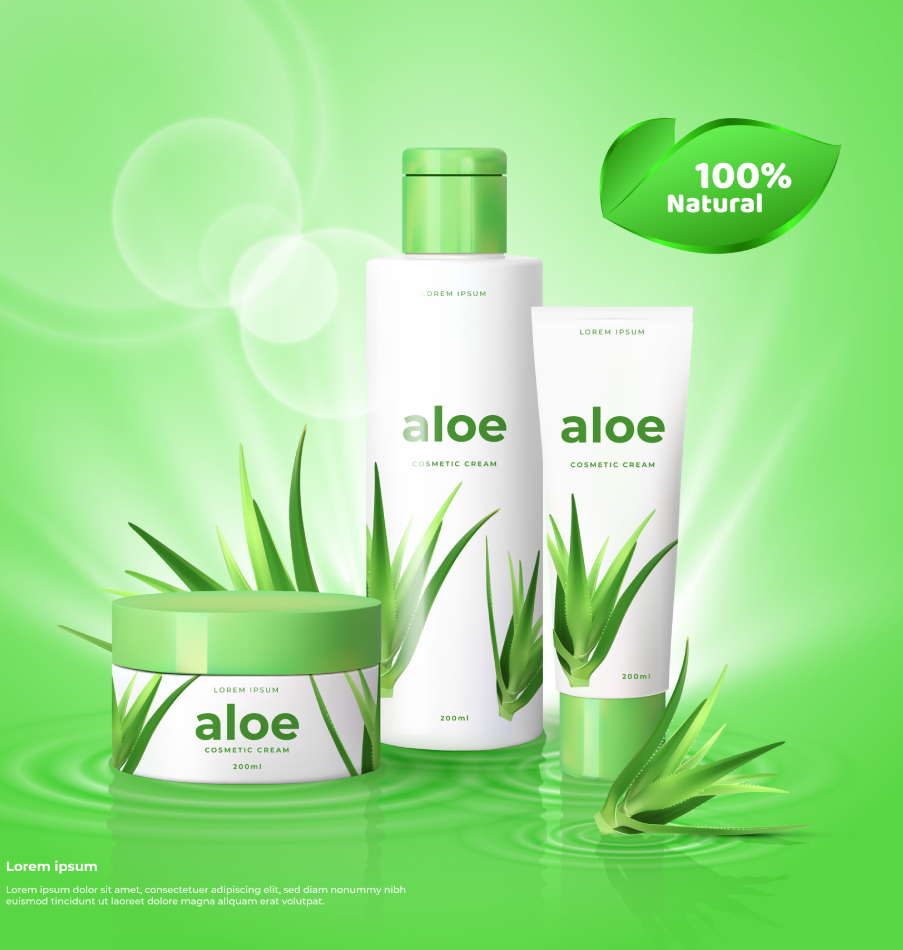 100%
Natural
LOREM IPSUM
aloe
COSMETIC CREAM
200ml
LOREM IPSUM
aloe
COSMETIC CREAM
200ml
LOREM IPSUM
aloe
COSMETIC CREAM
200ml
Lorem ipsum
Lorem ipsum dolor sit amet, consectetuer adipiscing elit, sed diam nonummy nibh
euismod tincidunt ut laoreet dolore magna aliquam erat volutpat.